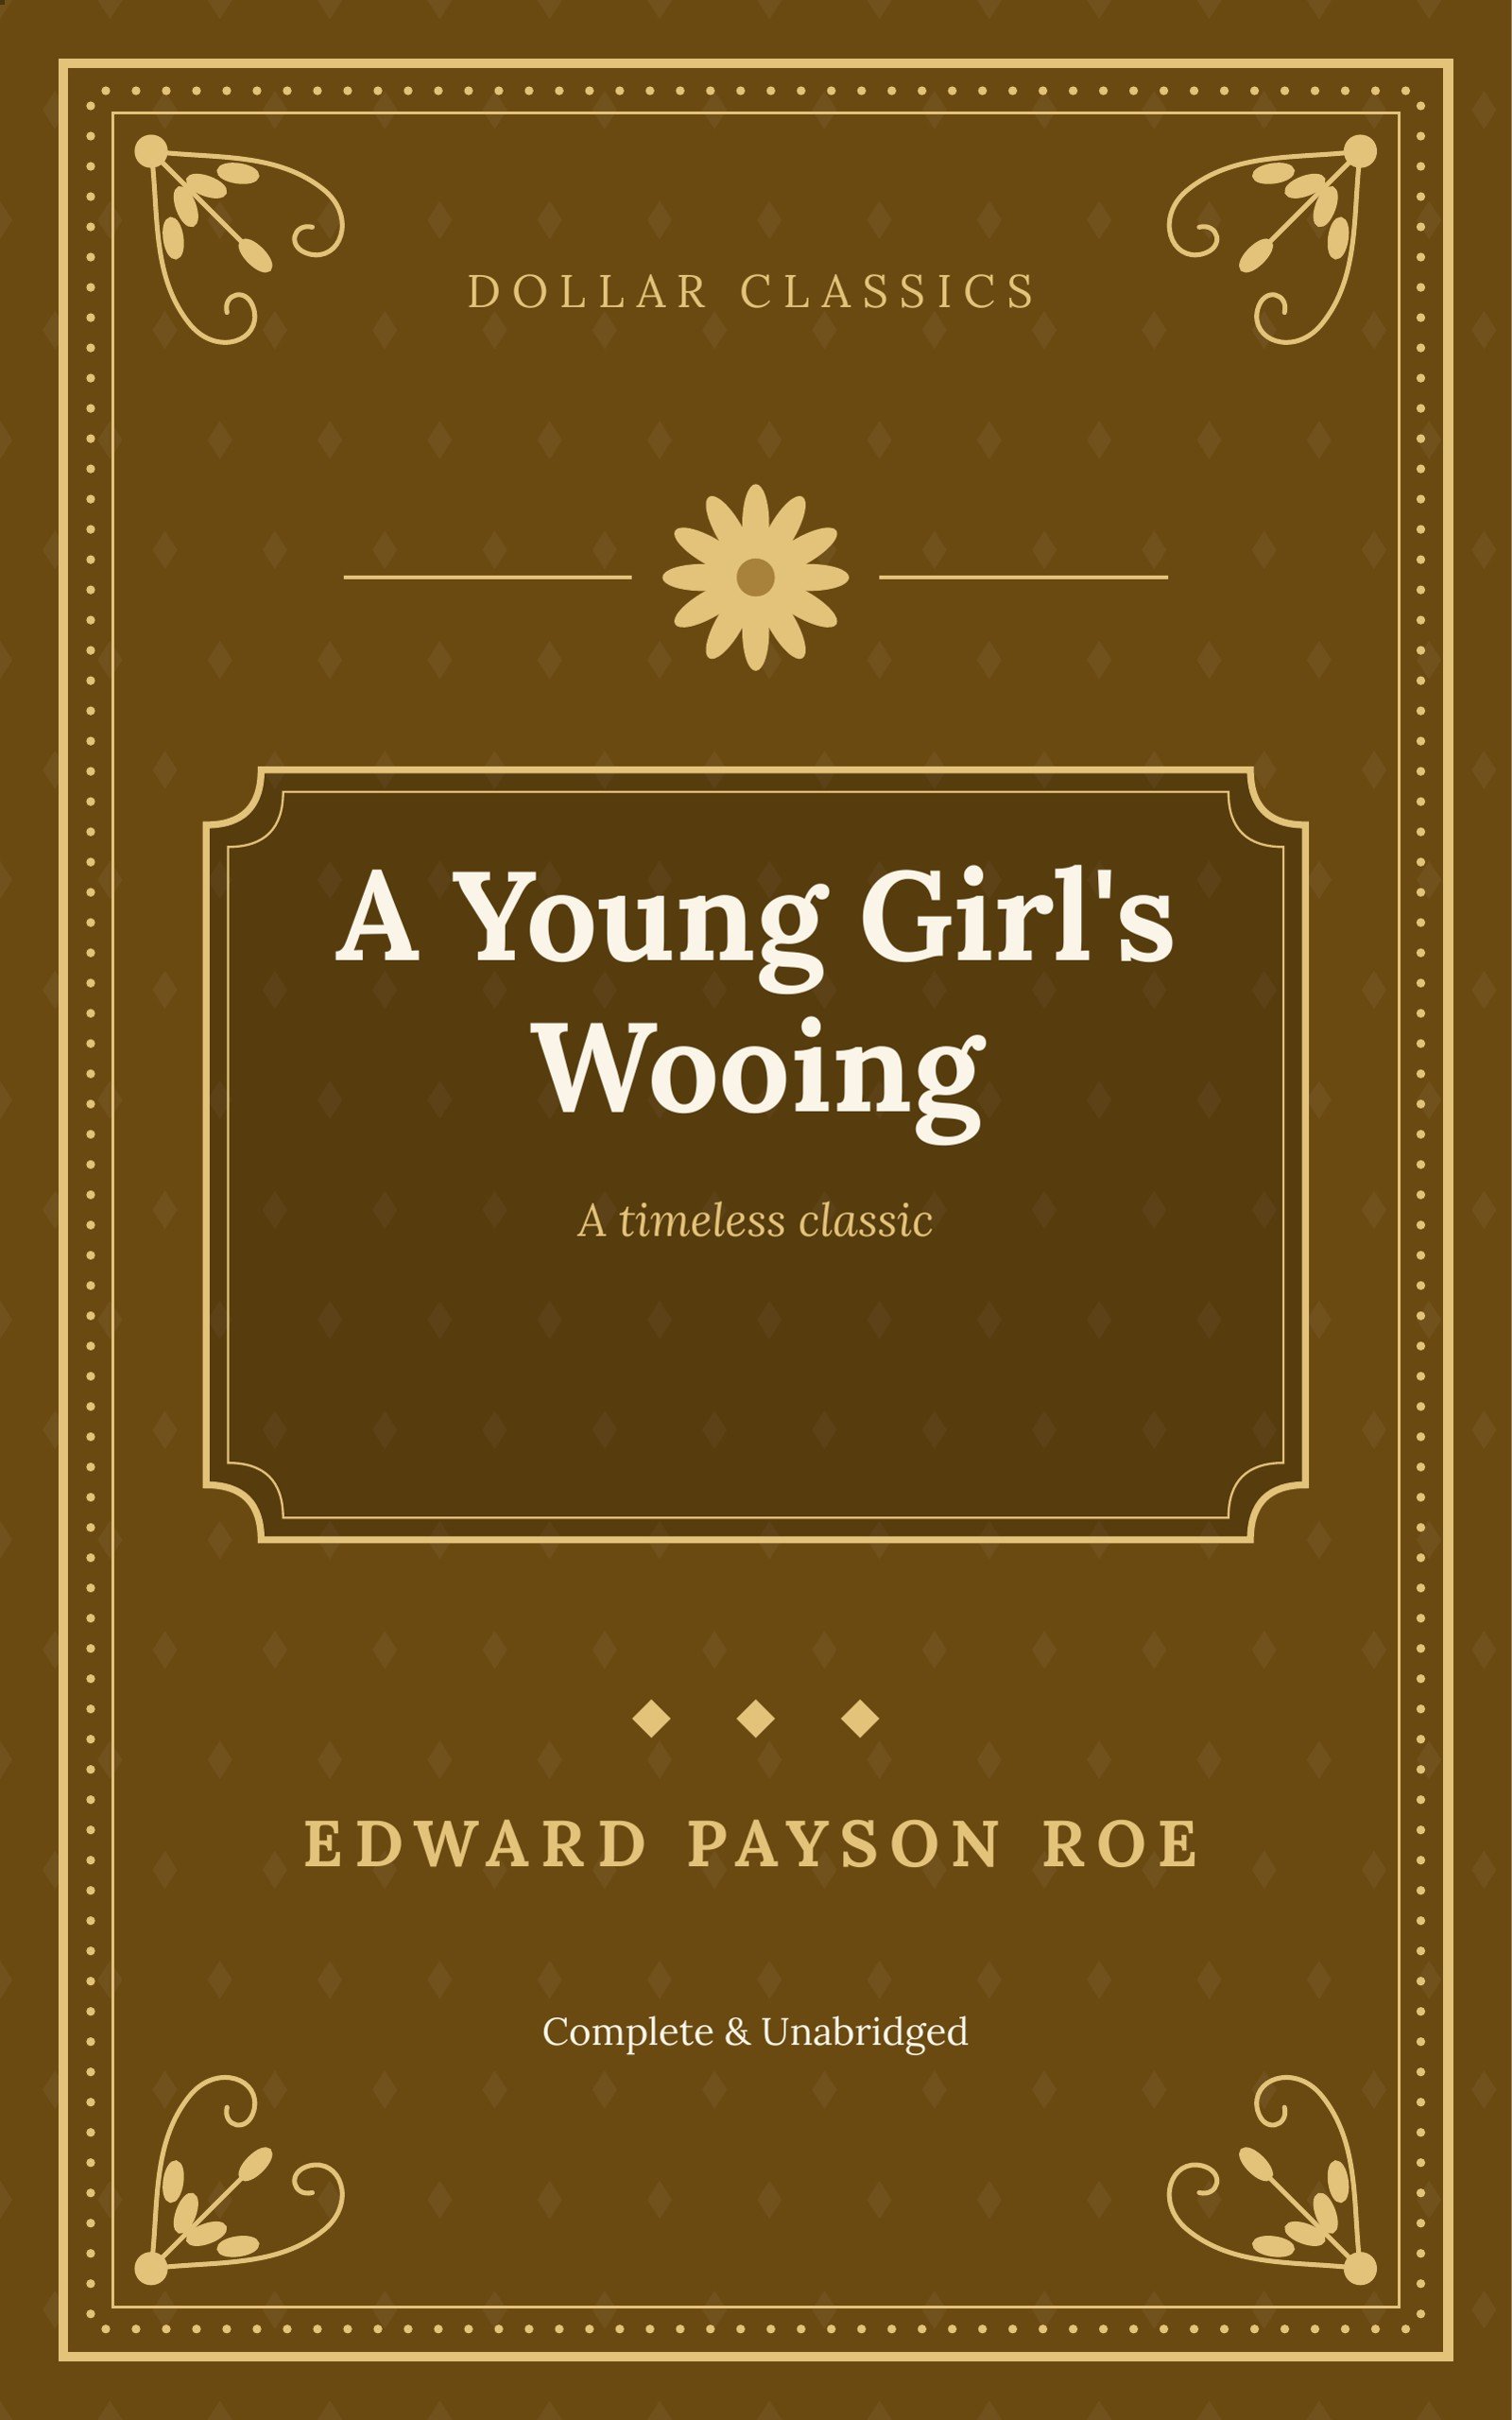 DOLLAR CLASSICS
A Young Girl's
Wooing
A timeless classic
EDWARD PAYSON ROE
Complete & Unabridged